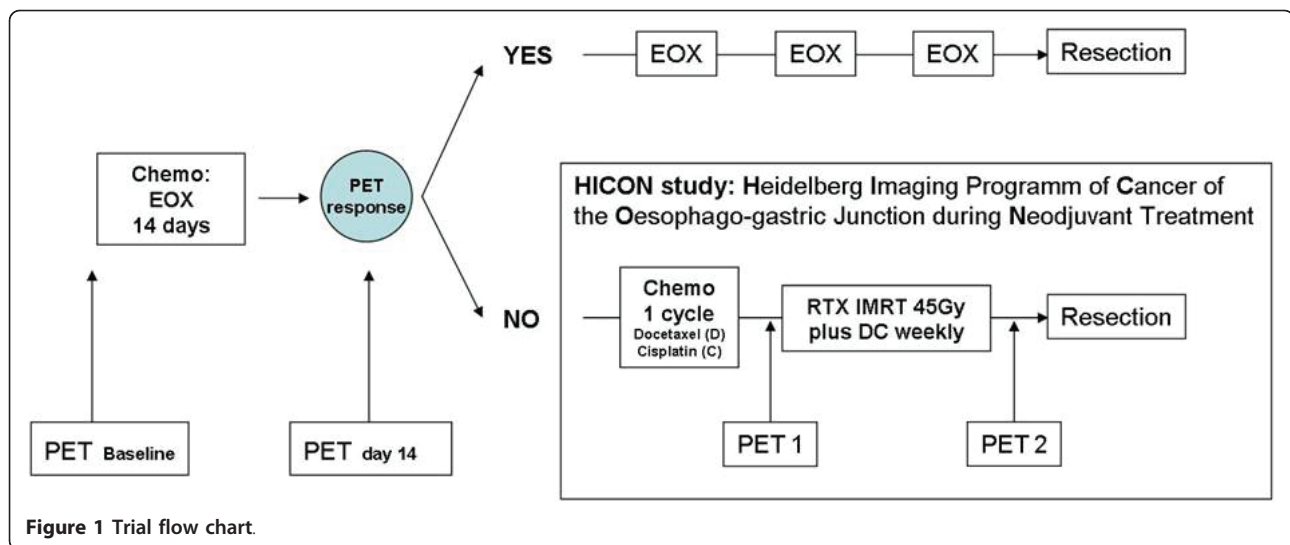 YES
EOX
EOX
EOX
Resection
Chemo:
EOX
14 days
PET
response
HICON study: Heidelberg Imaging Programm of Cancer of
the Oesophago-gastric Junction during Neodjuvant Treatment
NO
Chemo
1 cycle
Docetaxel (D)
Cisplatin (C)
RTX IMRT 45Gy
plus DC weekly
Resection
PET Baseline
PET day 14
PET 1
PET 2
Figure 1 Trial flow chart.